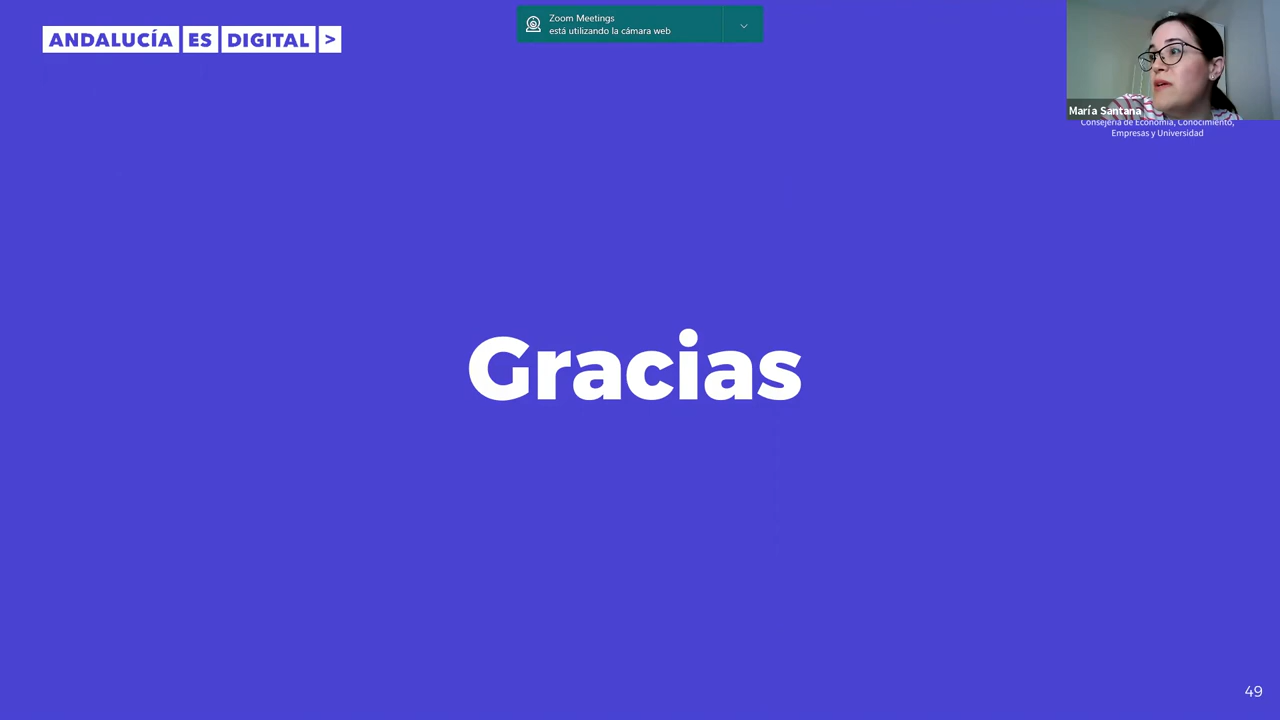 ANDALUCÍA ES DIGITAL >
Zoom Meetings
está utilizando la cámara web
María Santana
Consejería de Economía, Conocimiento,
Empresas y Universidad
Gracias
49